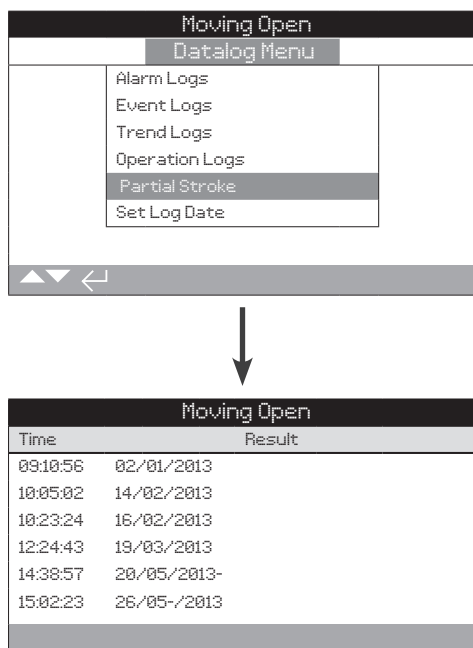 Moving Open
Datalog Menu
Alarm Logs
Event Logs
Trend Logs
Operation Logs
Partial Stroke
Set Log Date
Moving Open
Time Result
09:10:56 02/01/2013
10:05:02 14/02/2013
10:23:24 16/02/2013
12:24:43 19/03/2013
14:38:57 20/05/2013-
15:02:23 26/05-/2013